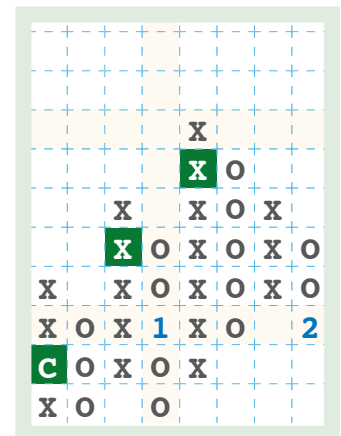 X
X O
X X O X
X O X O X O
X X O X O X O
X O X 1 X O 2
C O X O X
X O O